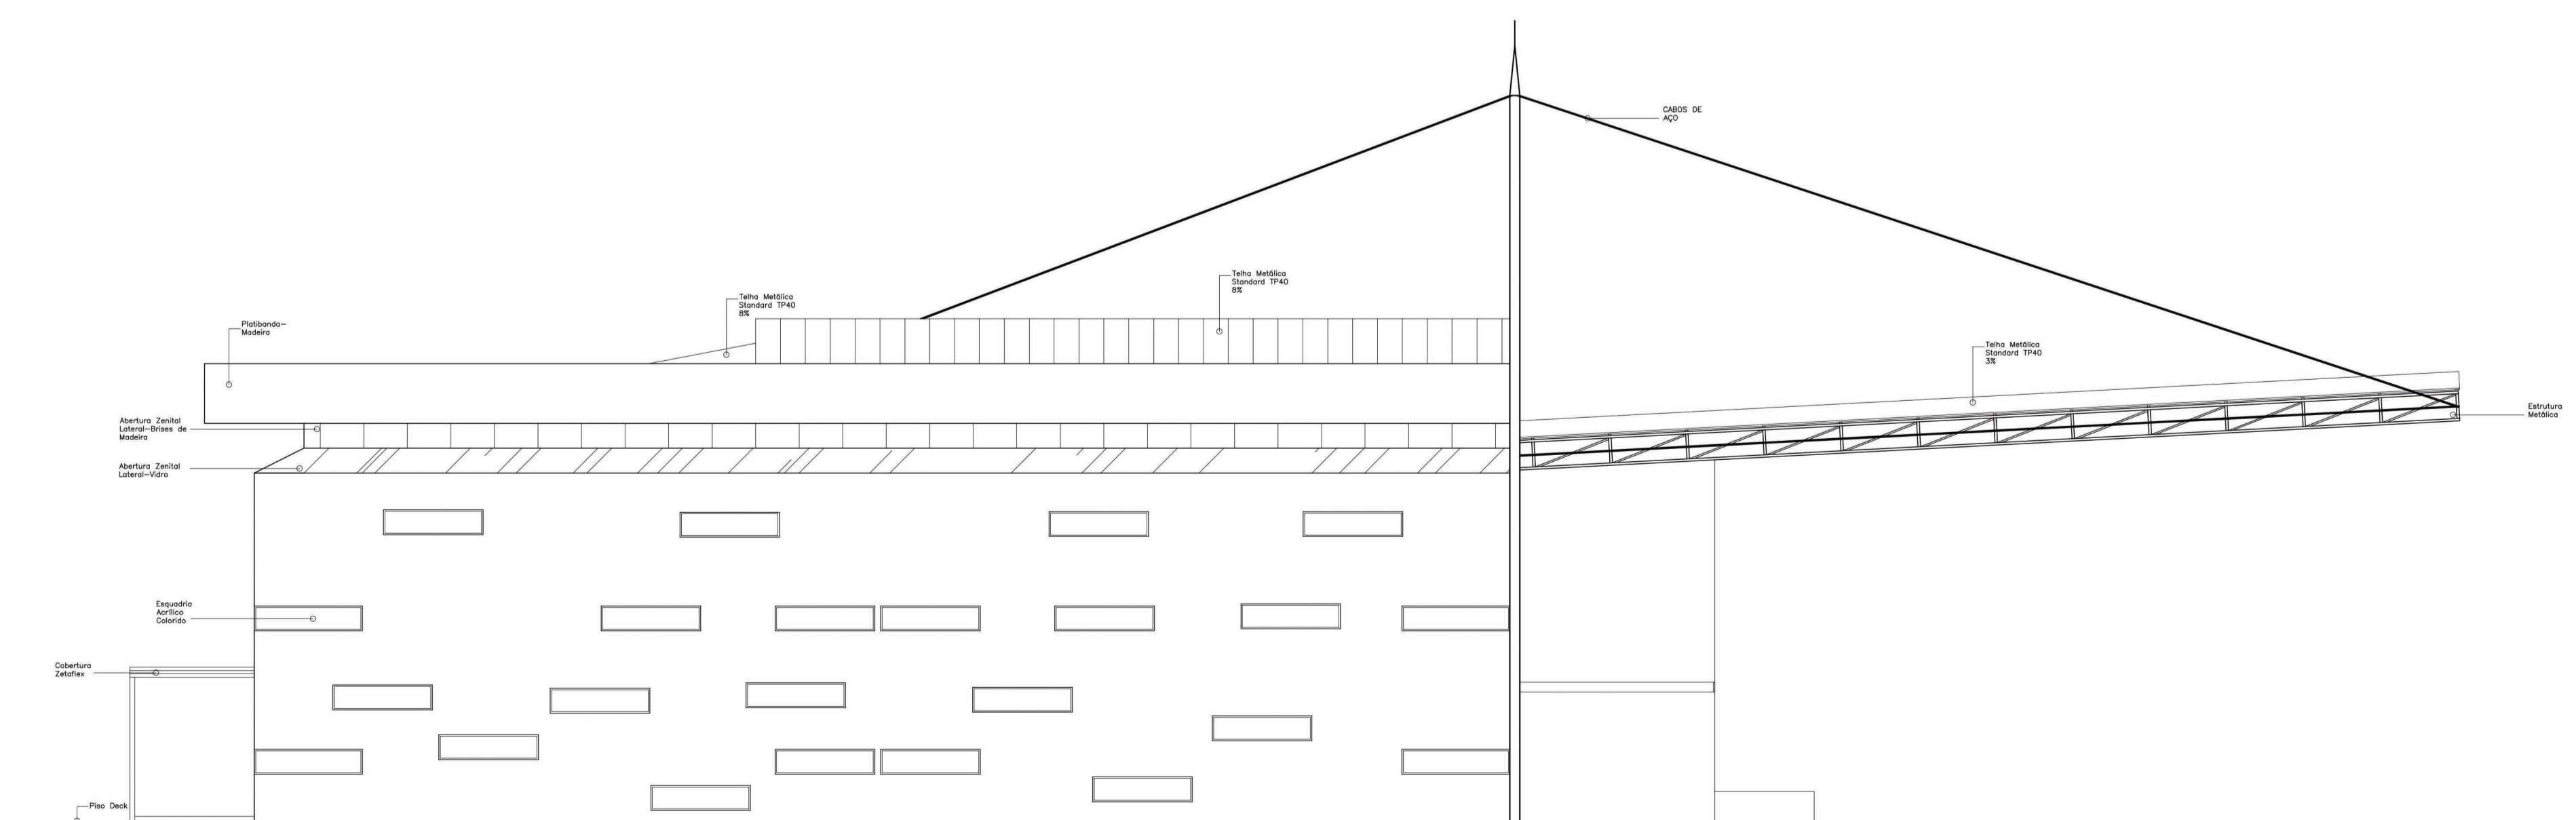 CABOS DE
AÇO
Telha Metálica
Standard TP40
8%
Telha Metálica
Standard TP40
8%
Platibanda-
Madeira
Telha Metálica
Standard TP40
3%
Estrutura
Metálica
Abertura Zenital
Lateral-Brises de
Madeira
Abertura Zenital
Lateral-Vidro
Esquadria
Acrílico
Colorido
Cobertura
Zetaflex
Piso Deck